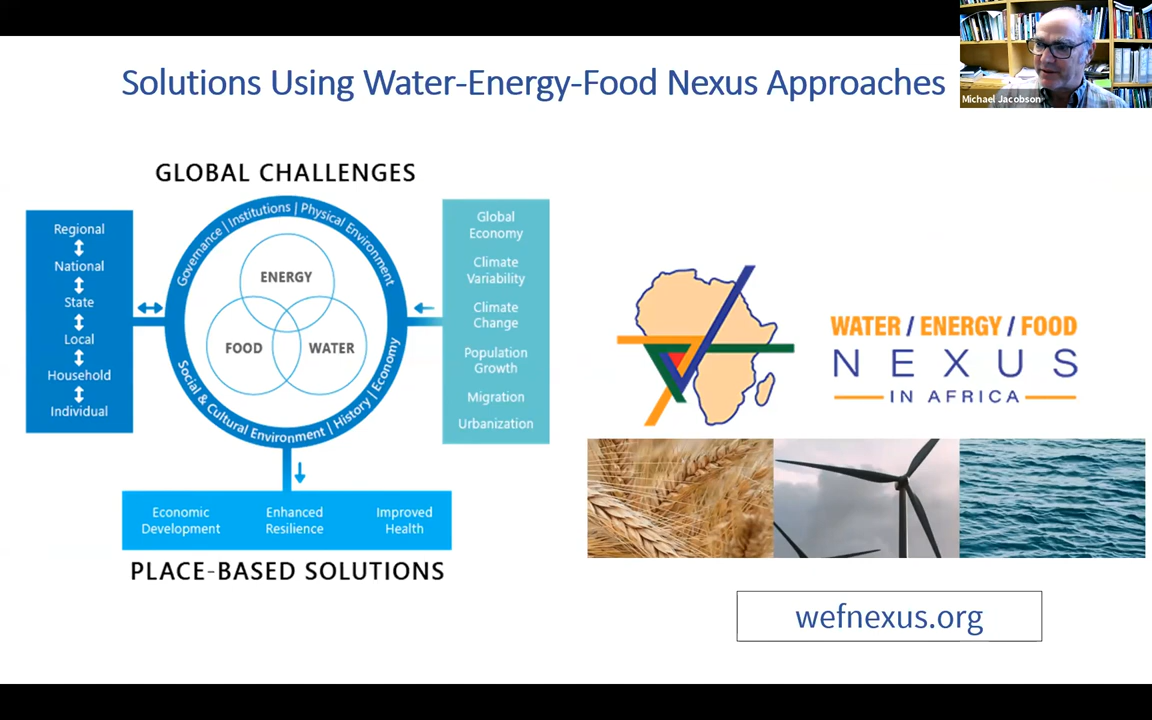 Solutions Using Water-Energy-Food Nexus Approaches
Michael Jacobson
GLOBAL CHALLENGES
Regional
National
State
Local
Household
Individual
Governance | Institutions | Physical Environment
Social & Cultural Environment | History | Economy
ENERGY
FOOD
WATER
Global
Economy
Climate
Variability
Climate
Change
Population
Growth
Migration
Urbanization
Economic
Development
Enhanced
Resilience
Improved
Health
PLACE-BASED SOLUTIONS
WATER / ENERGY / FOOD
NEXUS
IN AFRICA
wefnexus.org